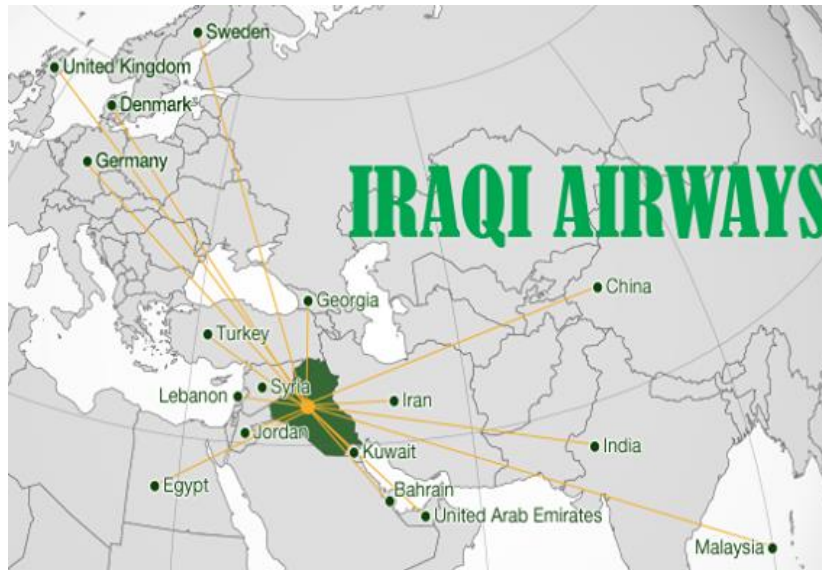 Sweden
United Kingdom
Denmark
Germany
IRAQI AIRWAYS
China
Georgia
Turkey
Syria
Lebanon
Iran
Jordan
Kuwait
India
Egypt
Bahrain
United Arab Emirates
Malaysia